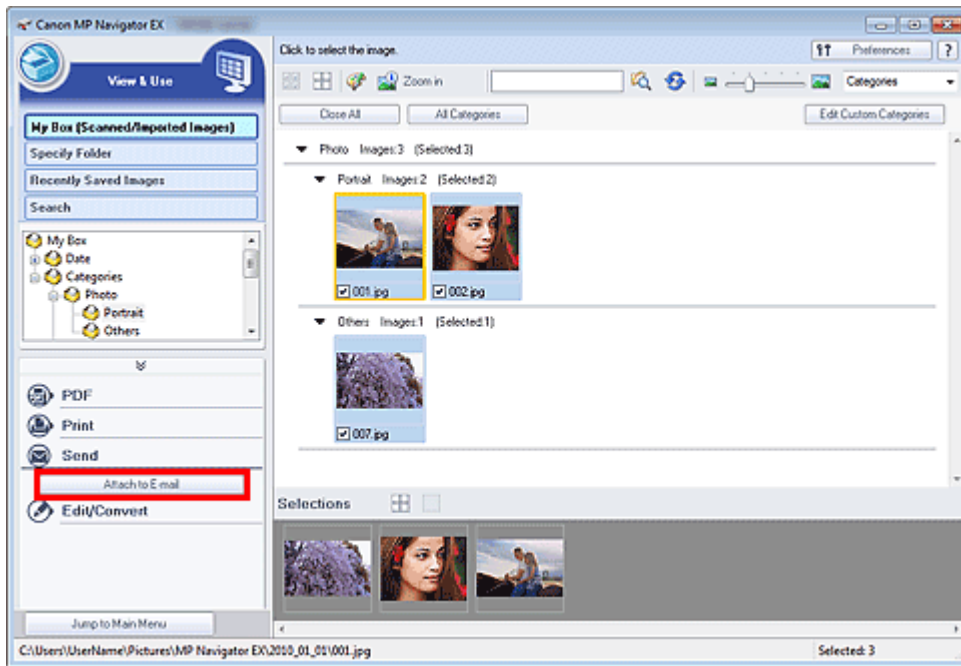 Canon MP Navigator EX
View & Use
Click to select the image.
Preferences
?
Zoom in
Categories
My Box (Scanned/Imported Images)
Specify Folder
Recently Saved Images
Search
Close All
All Categories
Edit Custom Categories
My Box
Date
Categories
Photo
Portrait
Others
Photo Images:3 (Selected:3)
Portrait Images:2 (Selected:2)
001.jpg
002.jpg
Others Images:1 (Selected:1)
007.jpg
PDF
Print
Send
Attach to E-mail
Edit/Convert
Selections
Jump to Main Menu
C:\Users\UserName\Pictures\MP Navigator EX\2010_01_01\001.jpg
Selected: 3